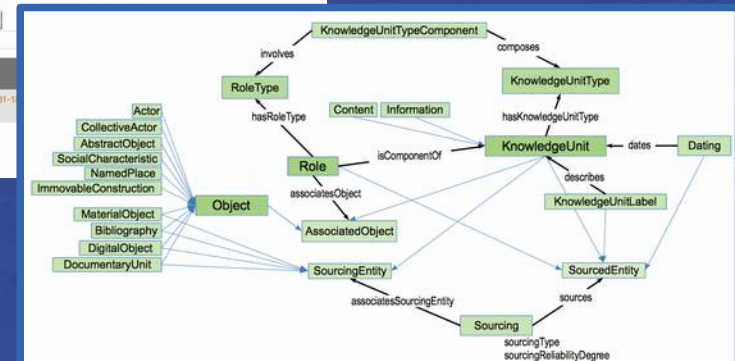 KnowledgeUnitTypeComponent
involves
composes
RoleType
KnowledgeUnitType
hasRoleType
Content
Information
hasKnowledgeUnitType
Actor
CollectiveActor
AbstractObject
SocialCharacteristic
NamedPlace
ImmovableConstruction
MaterialObject
Bibliography
DigitalObject
DocumentaryUnit
Object
Role
isComponentOf
KnowledgeUnit
dates
Dating
associatesObject
describes
KnowledgeUnitLabel
AssociatedObject
SourcingEntity
SourcedEntity
associatesSourcingEntity
sources
Sourcing
sourcingType
sourcingReliabilityDegree